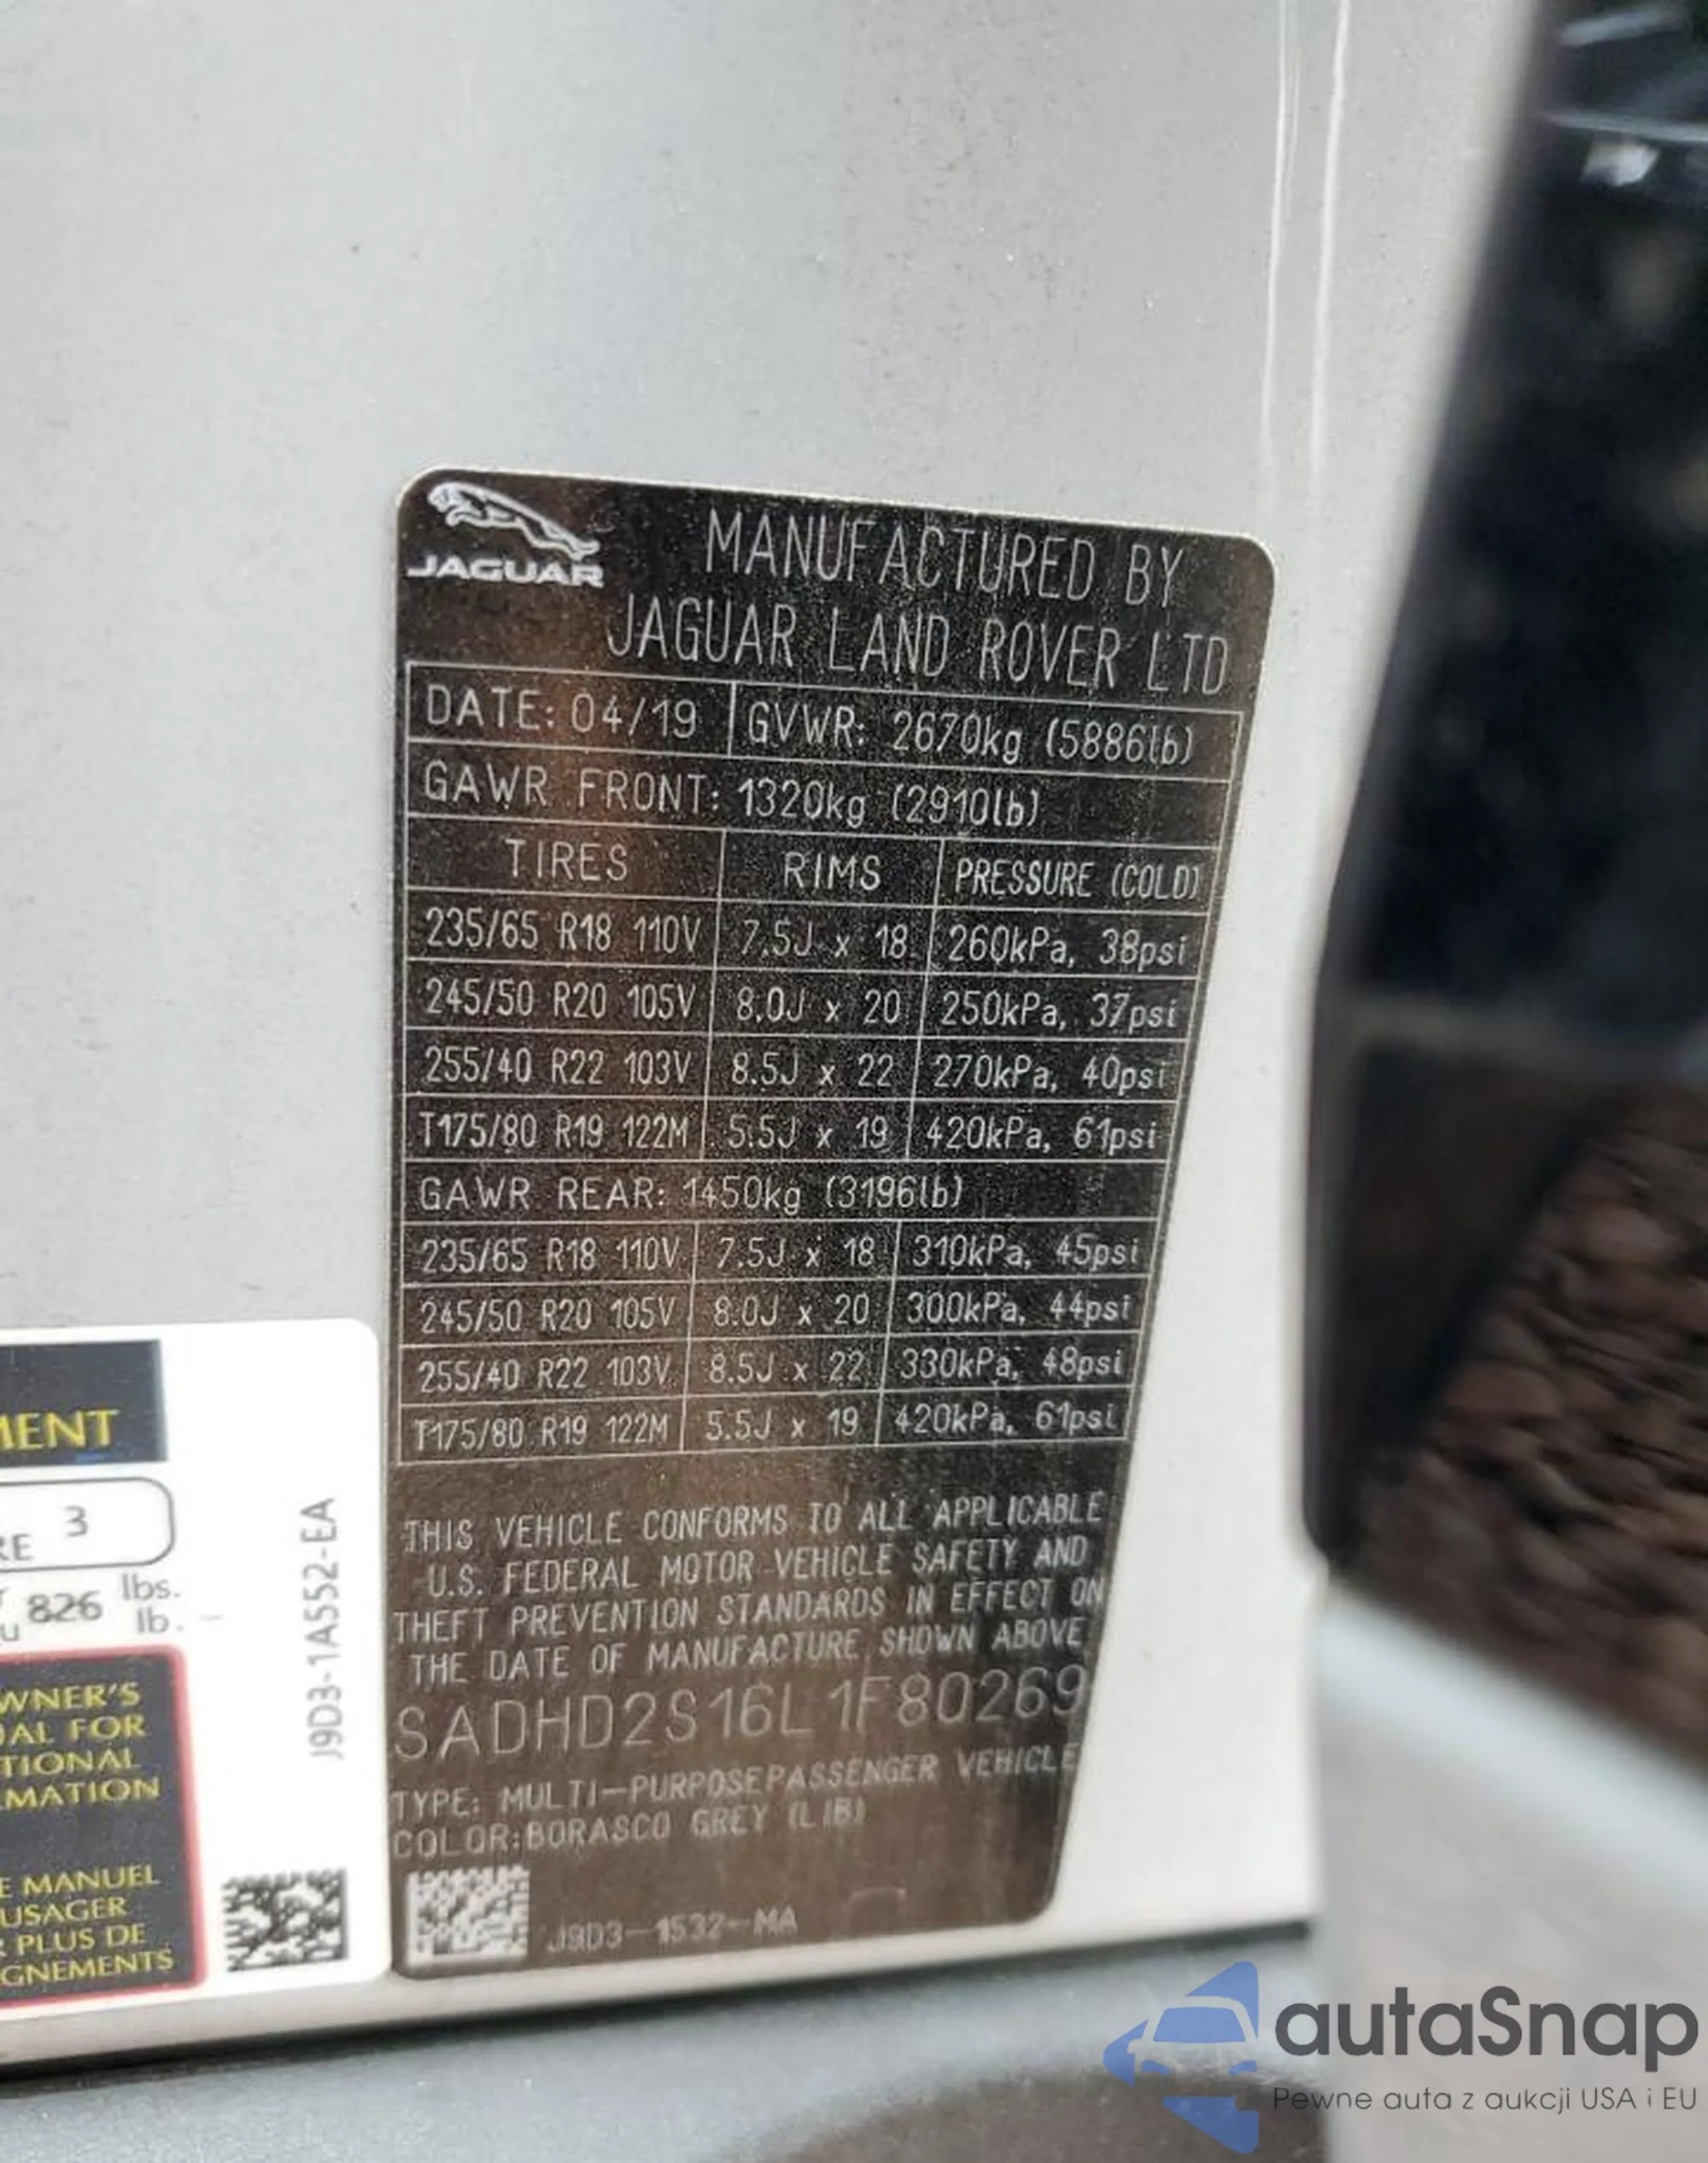 JAGUAR
MANUFACTURED BY
JAGUAR LAND ROVER LTD
DATE: 04/19 GVWR: 2670kg (5886lb)
GAWR FRONT: 1320kg (2910lb)
TIRES RIMS PRESSURE (COLD)
235/65 R18 110V 7.5J x 18 260kPa, 38psi
245/50 R20 105V 8.0J x 20 250kPa, 37psi
255/40 R22 103V 8.5J x 22 270kPa, 40psi
T175/80 R19 122M 5.5J x 19 420kPa, 61psi
GAWR REAR: 1450kg (3196lb)
235/65 R18 110V 7.5J x 18 310kPa, 45psi
245/50 R20 105V 8.0J x 20 300kPa, 44psi
255/40 R22 103V 8.5J x 22 330kPa, 48psi
T175/80 R19 122M 5.5J x 19 420kPa, 61psi
THIS VEHICLE CONFORMS TO ALL APPLICABLE
U.S. FEDERAL MOTOR VEHICLE SAFETY AND
THEFT PREVENTION STANDARDS IN EFFECT ON
THE DATE OF MANUFACTURE SHOWN ABOVE
SADHD2S16L1F80269
TYPE: MULTI-PURPOSE PASSENGER VEHICLE
COLOR: BORASCO GREY (LIB)
J9D3-1532-MA
MENT
RE 3
826 lbs.
lb.
WNER'S
AL FOR
TIONAL
MATION
E MANUEL
USAGER
PLUS DE
GNEMENTS
J9D3-1A552-EA
autaSnap
Pewne auta z aukcji USA i EU